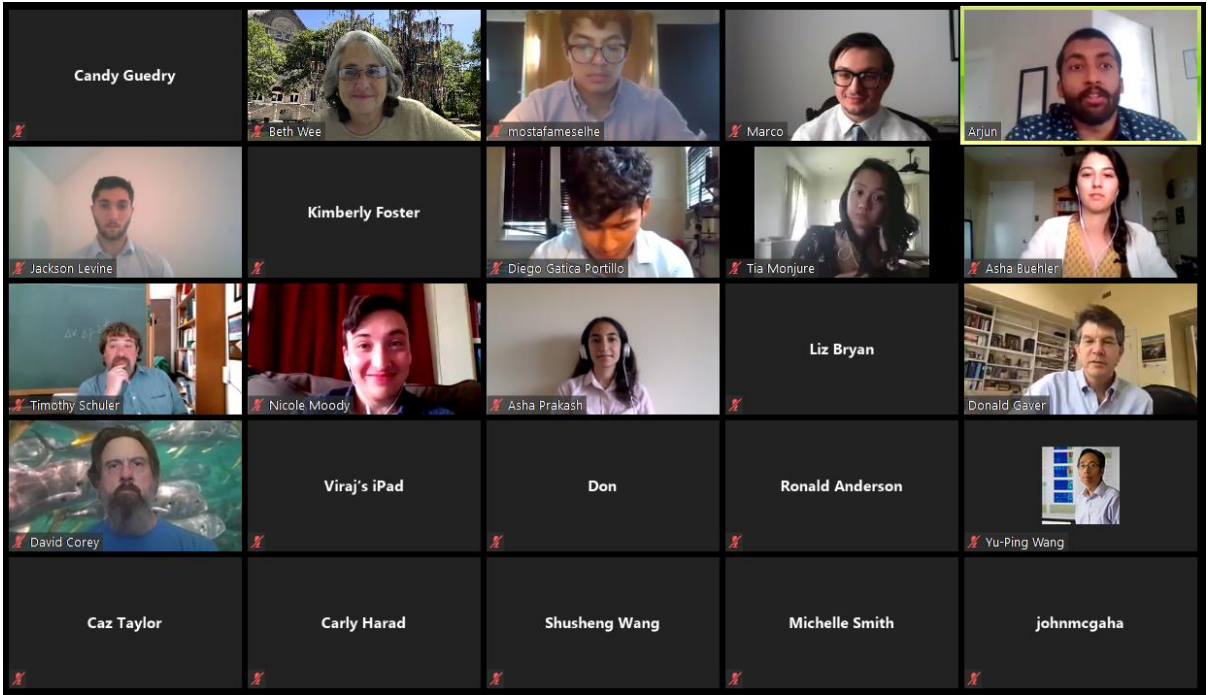 Candy Guedry
Beth Wee
mostafameselhe
Marco
Arjun
Jackson Levine
Kimberly Foster
Diego Gatica Portillo
Tia Monjure
Asha Buehler
Timothy Schuler
Nicole Moody
Asha Prakash
Liz Bryan
Donald Gaver
David Corey
Viraj's iPad
Don
Ronald Anderson
Yu-Ping Wang
Caz Taylor
Carly Harad
Shusheng Wang
Michelle Smith
johnmcgaha